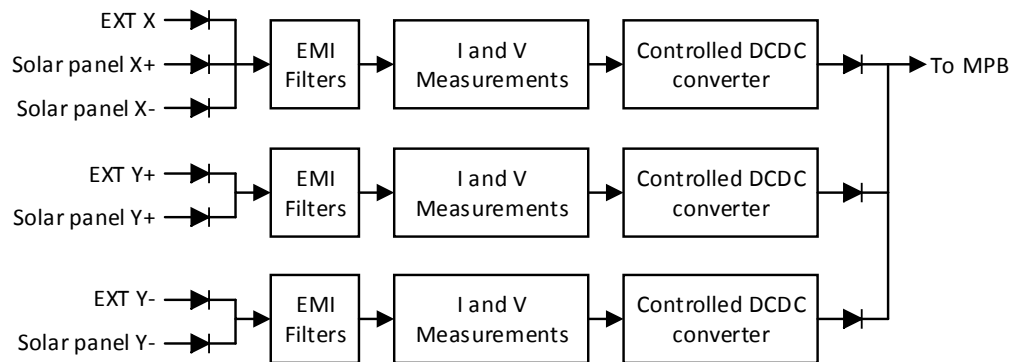 EXT X
Solar panel X+
Solar panel X-
EMI
Filters
I and V
Measurements
Controlled DCDC
converter
To MPB
EXT Y+
Solar panel Y+
EMI
Filters
I and V
Measurements
Controlled DCDC
converter
EXT Y-
Solar panel Y-
EMI
Filters
I and V
Measurements
Controlled DCDC
converter